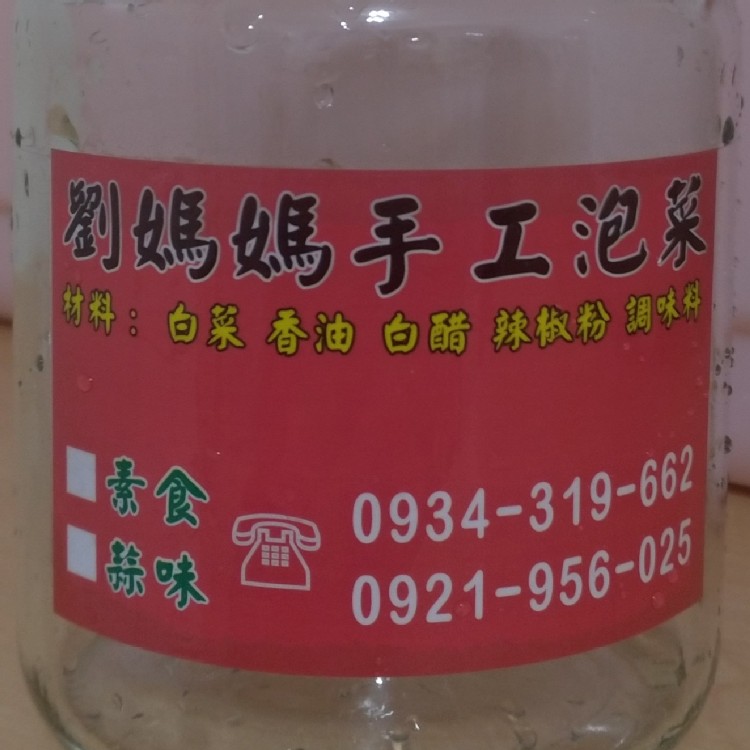 劉媽媽手工泡菜
材料：白菜 香油 白醋 辣椒粉 調味料
素食
蒜味
0934-319-662
0921-956-025